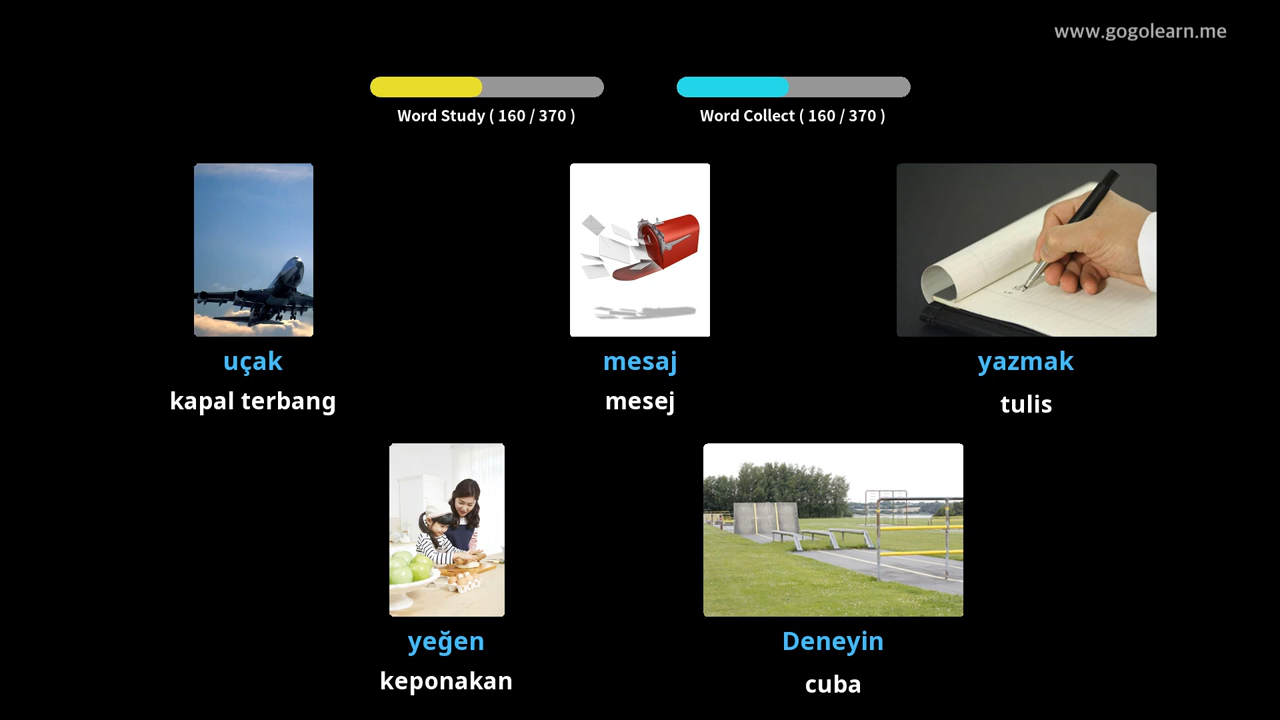 www.gogolearn.me
Word Study ( 160 / 370 )
Word Collect ( 160 / 370 )
uçak
kapal terbang
mesaj
mesej
yazmak
tulis
yeğen
keponakan
Deneyin
cuba